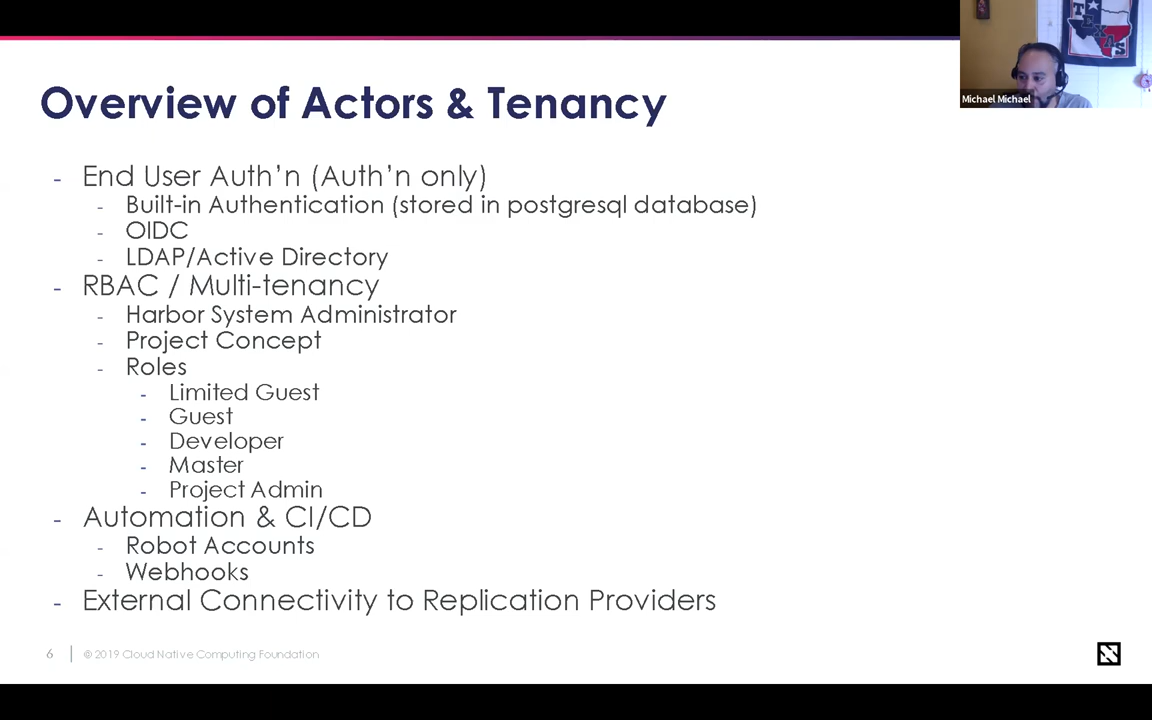 Overview of Actors & Tenancy
TEXAS
Michael Michael
- End User Auth'n (Auth'n only)
- Built-in Authentication (stored in postgresql database)
- OIDC
- LDAP/Active Directory
- RBAC / Multi-tenancy
- Harbor System Administrator
- Project Concept
- Roles
- Limited Guest
- Guest
- Developer
- Master
- Project Admin
- Automation & CI/CD
- Robot Accounts
- Webhooks
- External Connectivity to Replication Providers
6 | © 2019 Cloud Native Computing Foundation